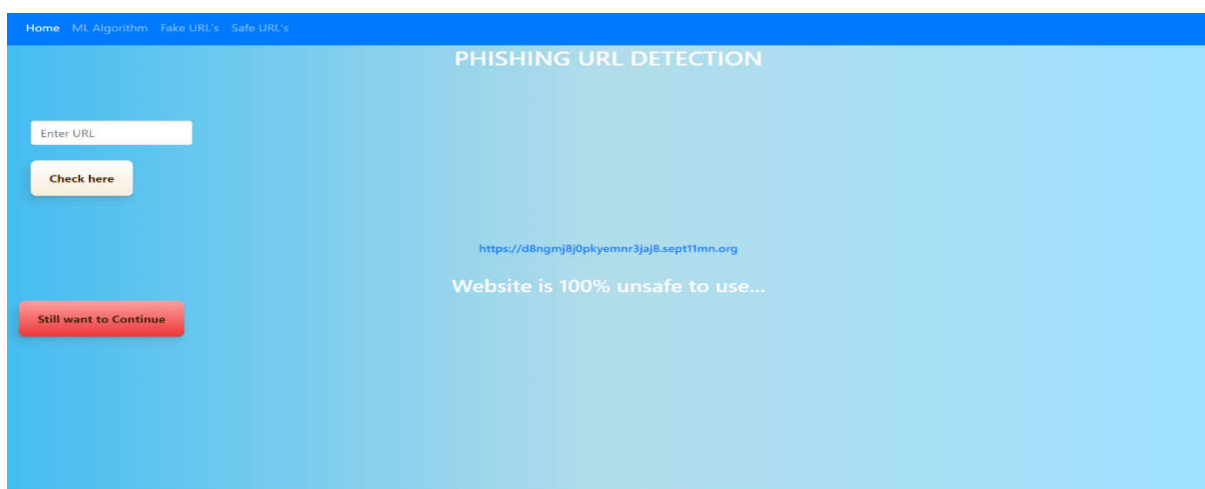 Home ML Algorithm Fake URL's Safe URL's
PHISHING URL DETECTION
Enter URL
Check here
https://d8ngmj8j0pkyemnr3jaj8.sept11mn.org
Website is 100% unsafe to use...
Still want to Continue